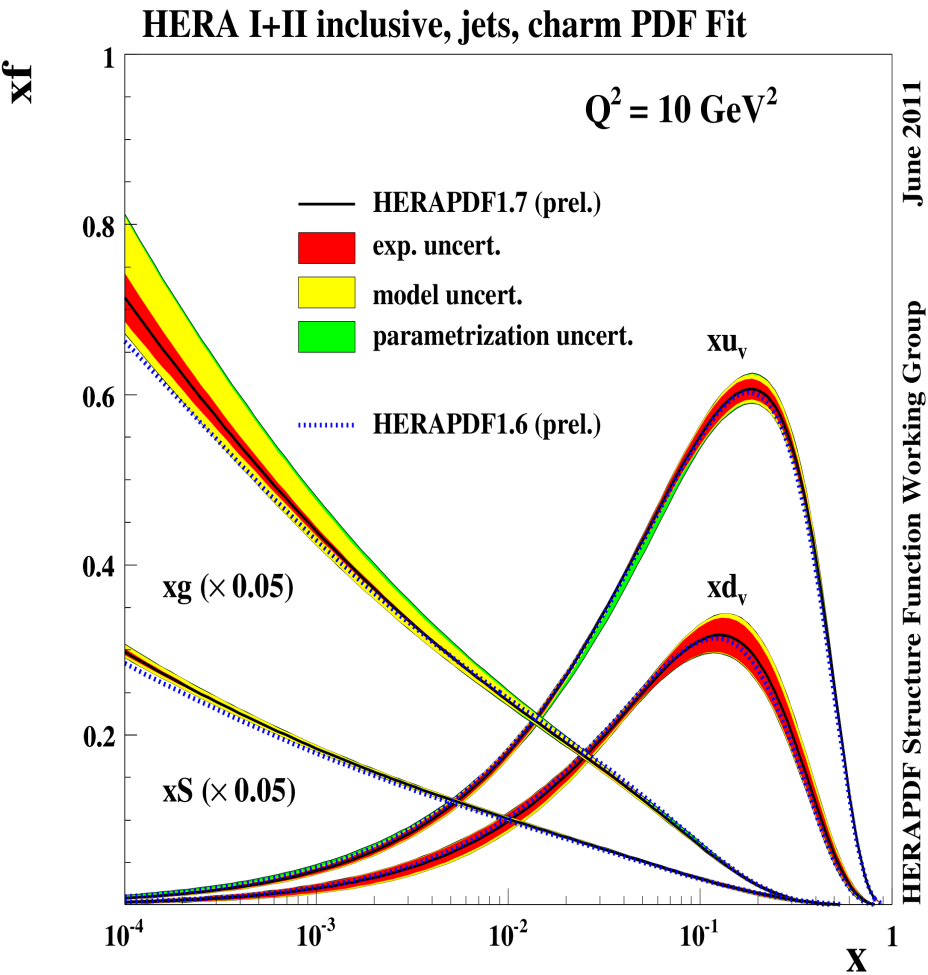 HERA I+II inclusive, jets, charm PDF Fit
xf
1
0.8
0.6
0.4
0.2
Q² = 10 GeV²
HERAPDF1.7 (prel.)
exp. uncert.
model uncert.
parametrization uncert.
HERAPDF1.6 (prel.)
xuᵥ
xdᵥ
xg (× 0.05)
xS (× 0.05)
10⁻⁴ 10⁻³ 10⁻² 10⁻¹ 1
x
HERAPDF Structure Function Working Group June 2011